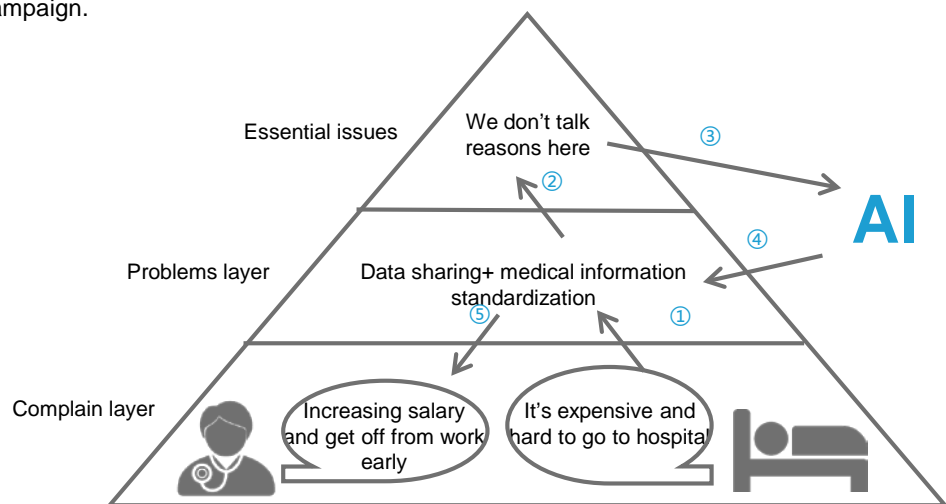 ampaign.
We don’t talk
reasons here
Essential issues
③
②
AI
④
Problems layer
Data sharing+ medical information
standardization
⑤
①
Complain layer
Increasing salary
and get off from work
early
It’s expensive and
hard to go to hospital